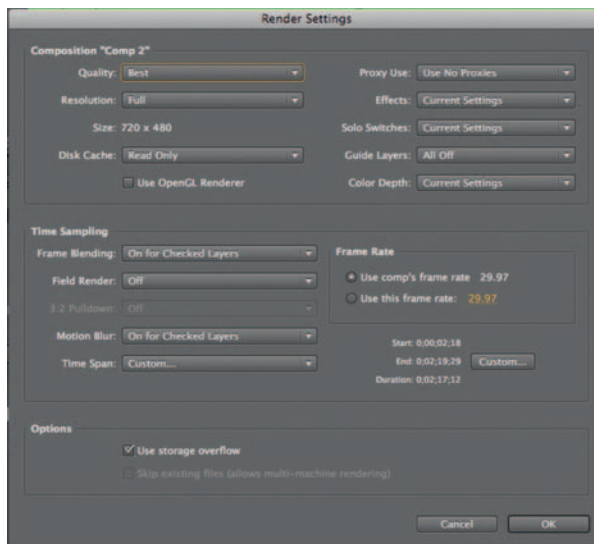 Render Settings
Composition "Comp 2"
Quality: Best
Resolution: Full
Size: 720 x 480
Disk Cache: Read Only
Use OpenGL Renderer
Proxy Use: Use No Proxies
Effects: Current Settings
Solo Switches: Current Settings
Guide Layers: All Off
Color Depth: Current Settings
Time Sampling
Frame Blending: On for Checked Layers
Field Render: Off
3:2 Pulldown: Off
Motion Blur: On for Checked Layers
Time Span: Custom...
Frame Rate
Use comp's frame rate 29.97
Use this frame rate: 29.97
Start: 0;00;02;18
End: 0;02;19;29
Custom...
Duration: 0;02;17;12
Options
Use storage overflow
Skip existing files (allows multi-machine rendering)
Cancel
OK